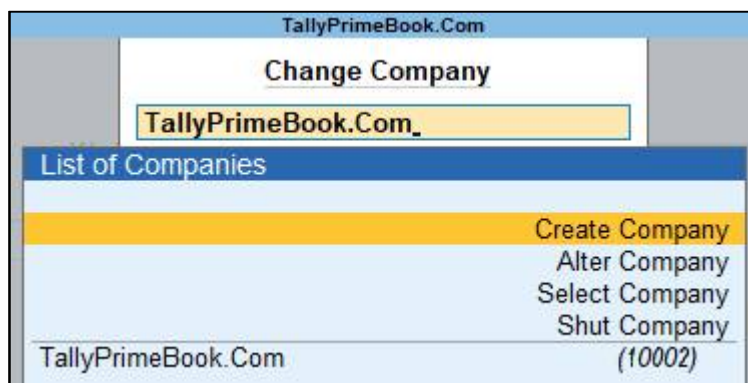 TallyPrimeBook.Com
Change Company
TallyPrimeBook.Com
List of Companies
Create Company
Alter Company
Select Company
Shut Company
TallyPrimeBook.Com (10002)